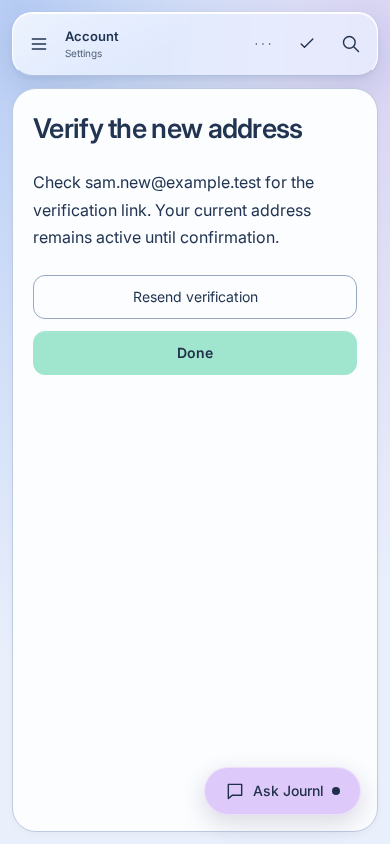 Account
Settings
Verify the new address
Check sam.new@example.test for the
verification link. Your current address
remains active until confirmation.
Resend verification
Done
Ask Journl